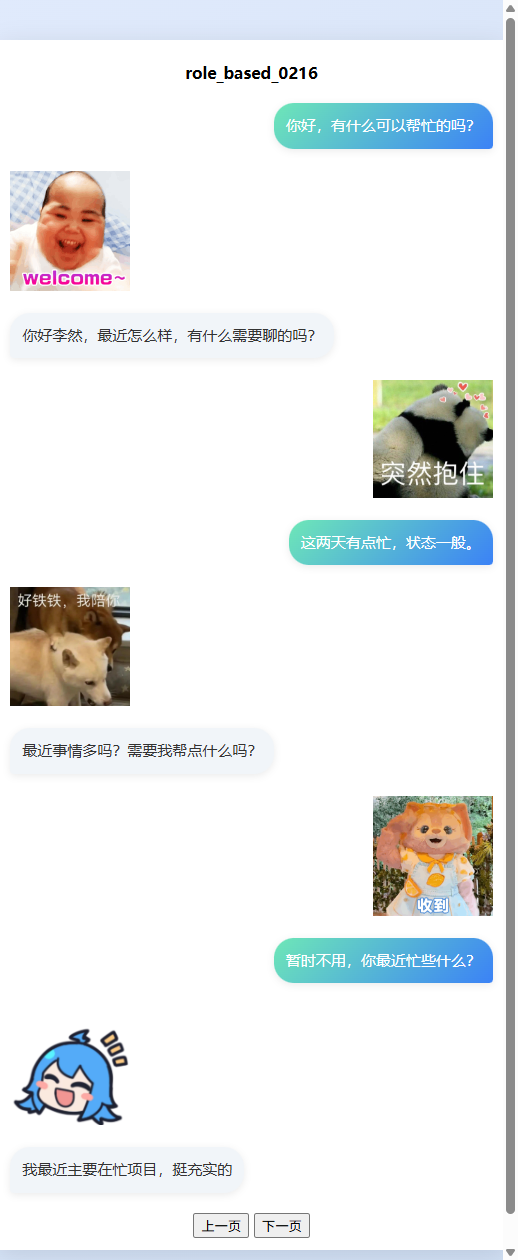 role_based_0216
你好，有什么可以帮忙的吗？
welcome~
你好李然，最近怎么样，有什么需要聊的吗？
突然抱住
这两天有点忙，状态一般。
好铁铁，我陪你
最近事情多吗？需要我帮点什么吗？
收到
暂时不用，你最近忙些什么？
我最近主要在忙项目，挺充实的
上一页 下一页